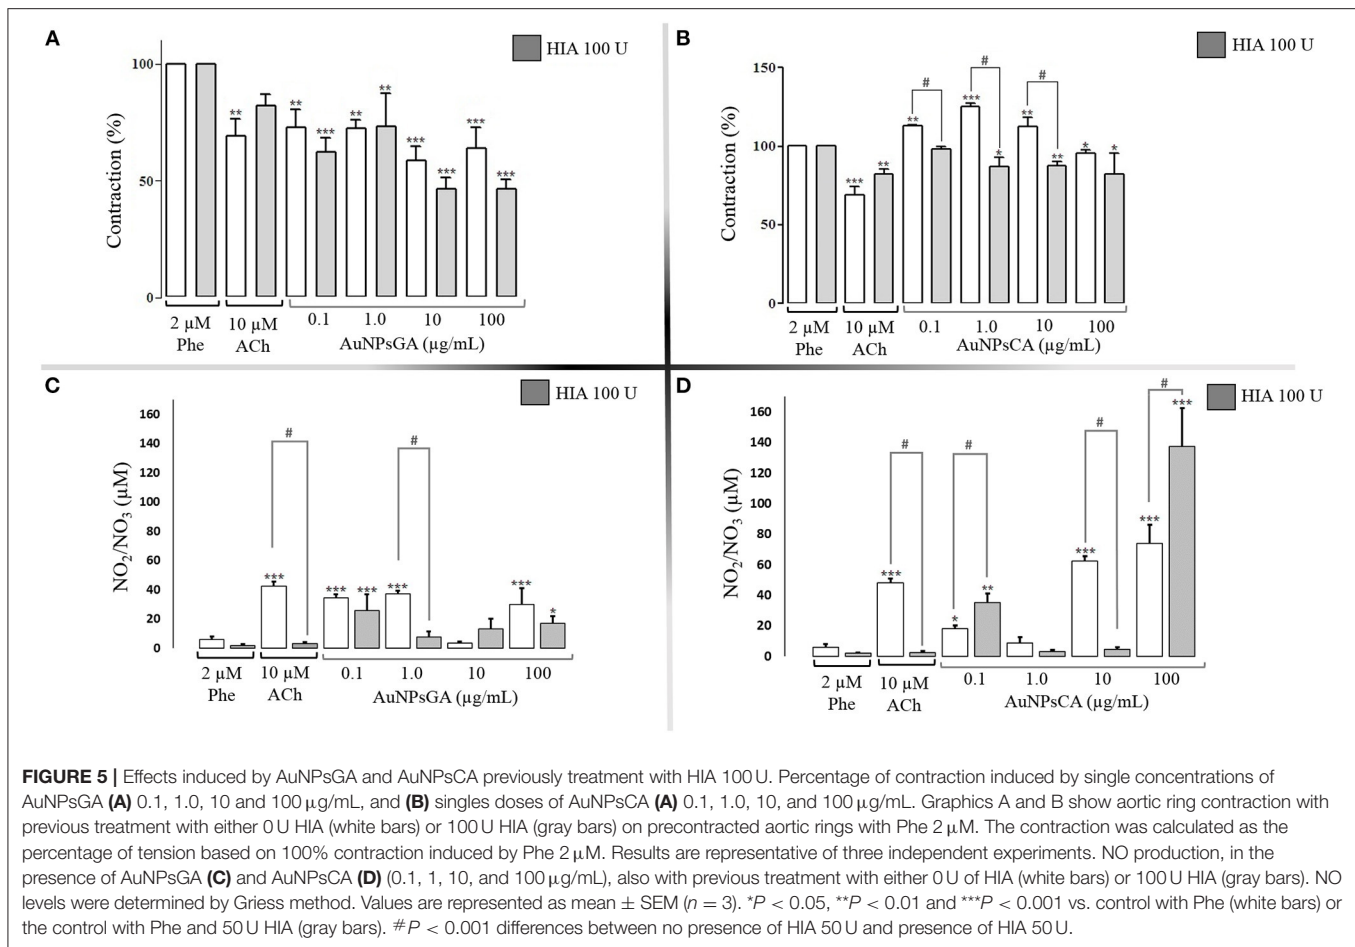 A
HIA 100 U
Contraction (%)
100
50
0
** ** *** ** ** *** *** *** ***
2 µM
Phe
10 µM
ACh
0.1 1.0 10 100
AuNPsGA (µg/mL)
B
HIA 100 U
Contraction (%)
150
100
50
0
# # #
*** ** ** *** * ** ** * *
2 µM
Phe
10 µM
ACh
0.1 1.0 10 100
AuNPsCA (µg/mL)
C
HIA 100 U
NO2/NO3 (µM)
160
140
120
100
80
60
40
20
0
# #
*** *** *** *** *** *
2 µM
Phe
10 µM
ACh
0.1 1.0 10 100
AuNPsGA (µg/mL)
D
HIA 100 U
NO2/NO3 (µM)
160
140
120
100
80
60
40
20
0
# # # #
*** * ** *** *** ***
2 µM
Phe
10 µM
ACh
0.1 1.0 10 100
AuNPsCA (µg/mL)
FIGURE 5 | Effects induced by AuNPsGA and AuNPsCA previously treatment with HIA 100 U. Percentage of contraction induced by single concentrations of
AuNPsGA (A) 0.1, 1.0, 10 and 100 µg/mL, and (B) singles doses of AuNPsCA (A) 0.1, 1.0, 10, and 100 µg/mL. Graphics A and B show aortic ring contraction with
previous treatment with either 0 U HIA (white bars) or 100 U HIA (gray bars) on precontracted aortic rings with Phe 2 µM. The contraction was calculated as the
percentage of tension based on 100% contraction induced by Phe 2 µM. Results are representative of three independent experiments. NO production, in the
presence of AuNPsGA (C) and AuNPsCA (D) (0.1, 1, 10, and 100 µg/mL), also with previous treatment with either 0 U of HIA (white bars) or 100 U HIA (gray bars). NO
levels were determined by Griess method. Values are represented as mean ± SEM (n = 3). *P < 0.05, **P < 0.01 and ***P < 0.001 vs. control with Phe (white bars) or
the control with Phe and 50 U HIA (gray bars). #P < 0.001 differences between no presence of HIA 50 U and presence of HIA 50 U.